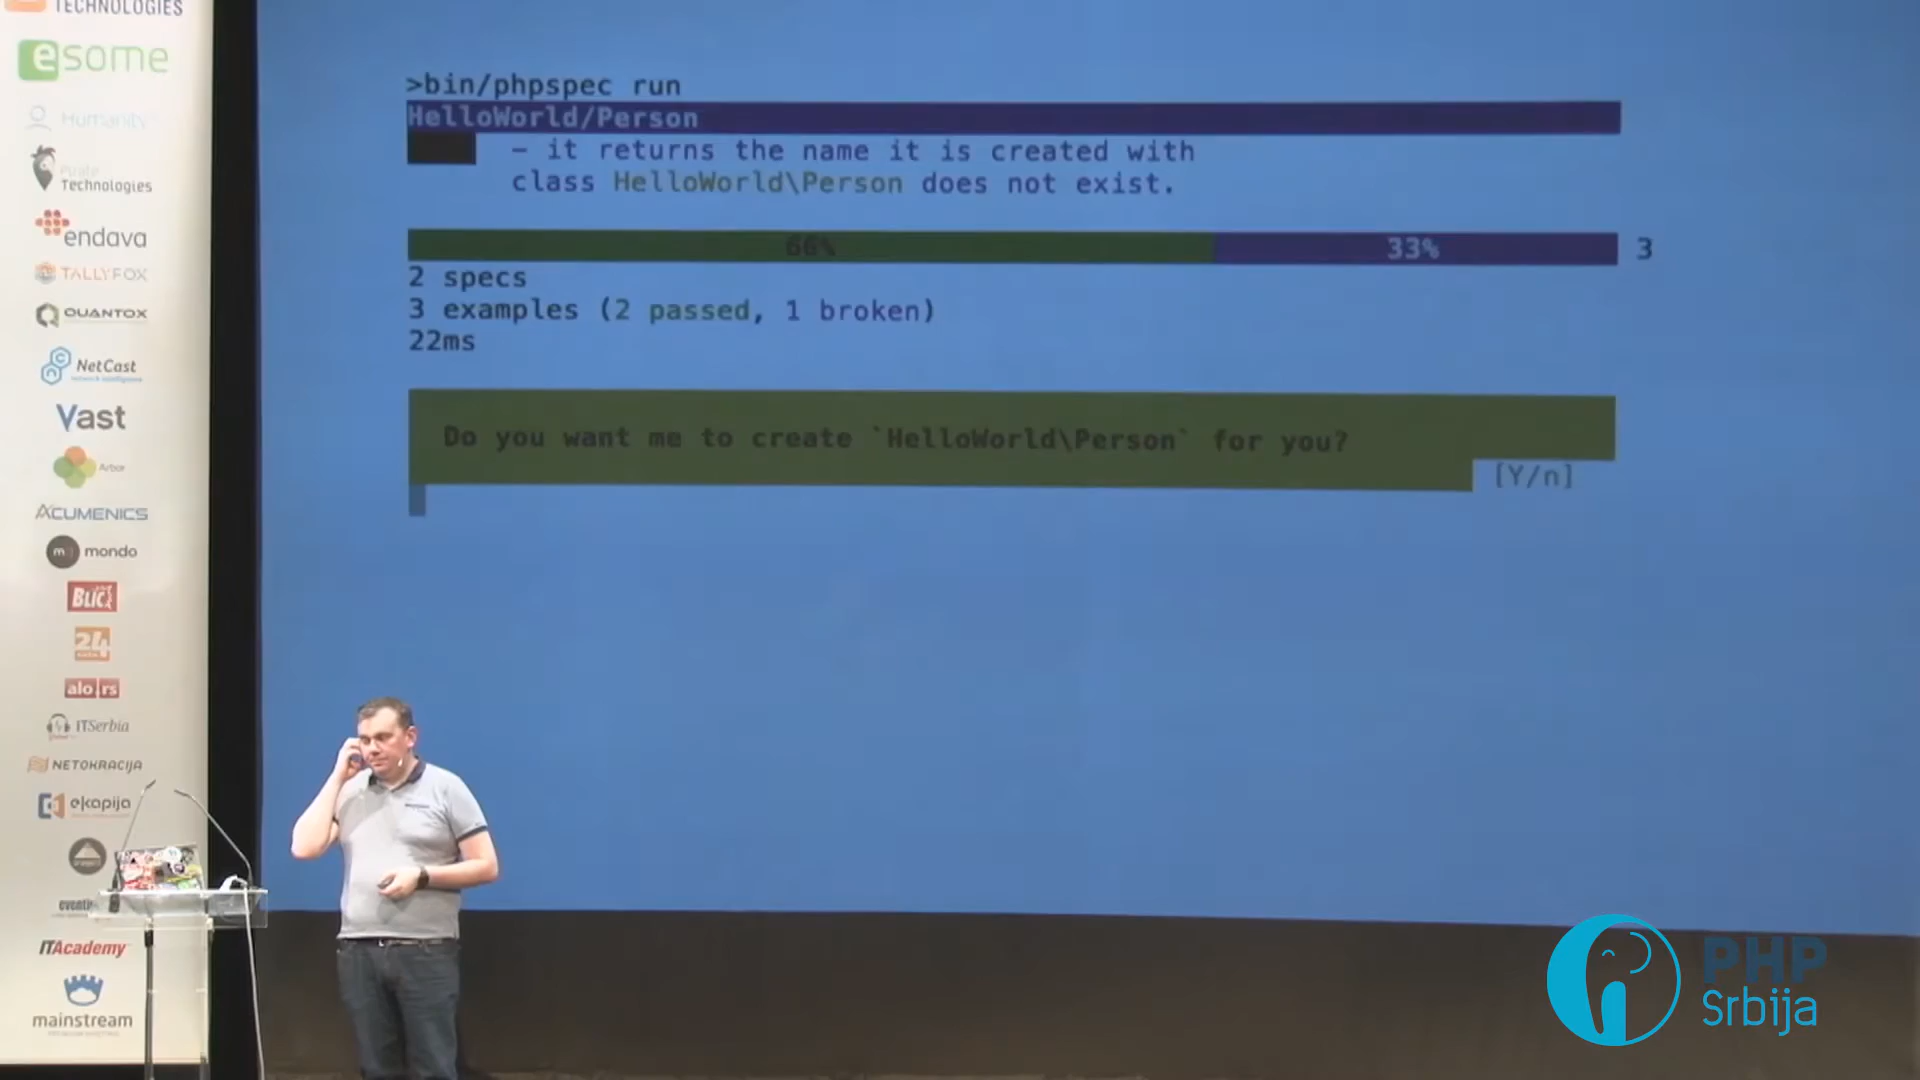 TECHNOLOGIES
esome
Humanity
Pirate
Technologies
endava
TALLYFOX
QUANTOX
NetCast
Vast
Arbor
ACUMENICS
m
mondo
BLIC
24
alo.rs
ITSerbia
NETOKRACIJA
ekapija
ITAcademy
mainstream
>bin/phpspec run
HelloWorld/Person
– it returns the name it is created with
class HelloWorld\Person does not exist.
66% 33% 3
2 specs
3 examples (2 passed, 1 broken)
22ms
Do you want me to create `HelloWorld\Person` for you?
[Y/n]
PHP
Srbija